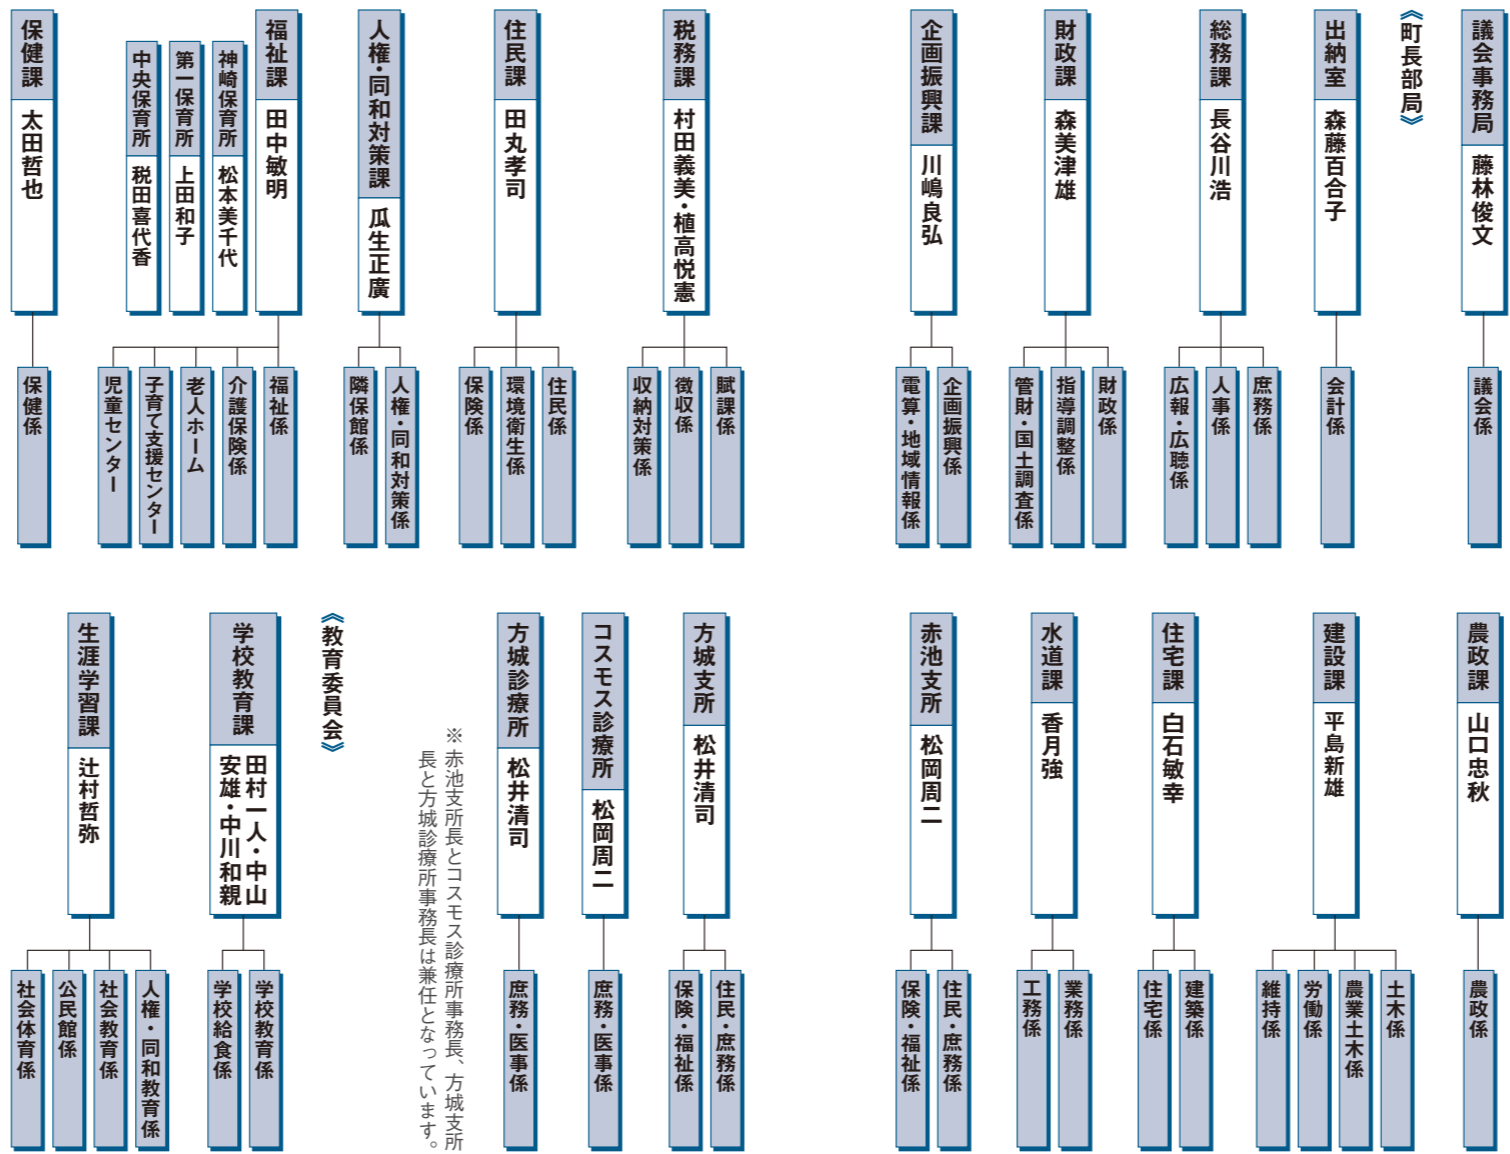 議会事務局
藤林俊文
議会係
《町長部局》
出納室
森藤百合子
会計係
総務課
長谷川浩
庶務係
人事係
広報・広聴係
財政課
森美津雄
財政係
指導調整係
管財・国土調査係
企画振興課
川嶋良弘
企画振興係
電算・地域情報係
税務課
村田義美・植高悦憲
賦課係
徴収係
収納対策係
住民課
田丸孝司
住民係
環境衛生係
保険係
人権・同和対策課
瓜生正廣
人権・同和対策係
隣保館係
福祉課
田中敏明
神崎保育所
松本美千代
第一保育所
上田和子
中央保育所
税田喜代香
福祉係
介護保険係
老人ホーム
子育て支援センター
児童センター
保健課
太田哲也
保健係
農政課
山口忠秋
農政係
建設課
平島新雄
土木係
農業土木係
労働係
維持係
住宅課
白石敏幸
建築係
住宅係
水道課
香月強
業務係
工務係
赤池支所
松岡周二
住民・庶務係
保険・福祉係
方城支所
松井清司
住民・庶務係
保険・福祉係
コスモス診療所
松岡周二
庶務・医事係
方城診療所
松井清司
庶務・医事係
※赤池支所長とコスモス診療所事務長、方城支所
長と方城診療所事務長は兼任となっています。
《教育委員会》
学校教育課
田村一人・中山
安雄・中川和親
学校教育係
学校給食係
生涯学習課
辻村哲弥
人権・同和教育係
社会教育係
公民館係
社会体育係